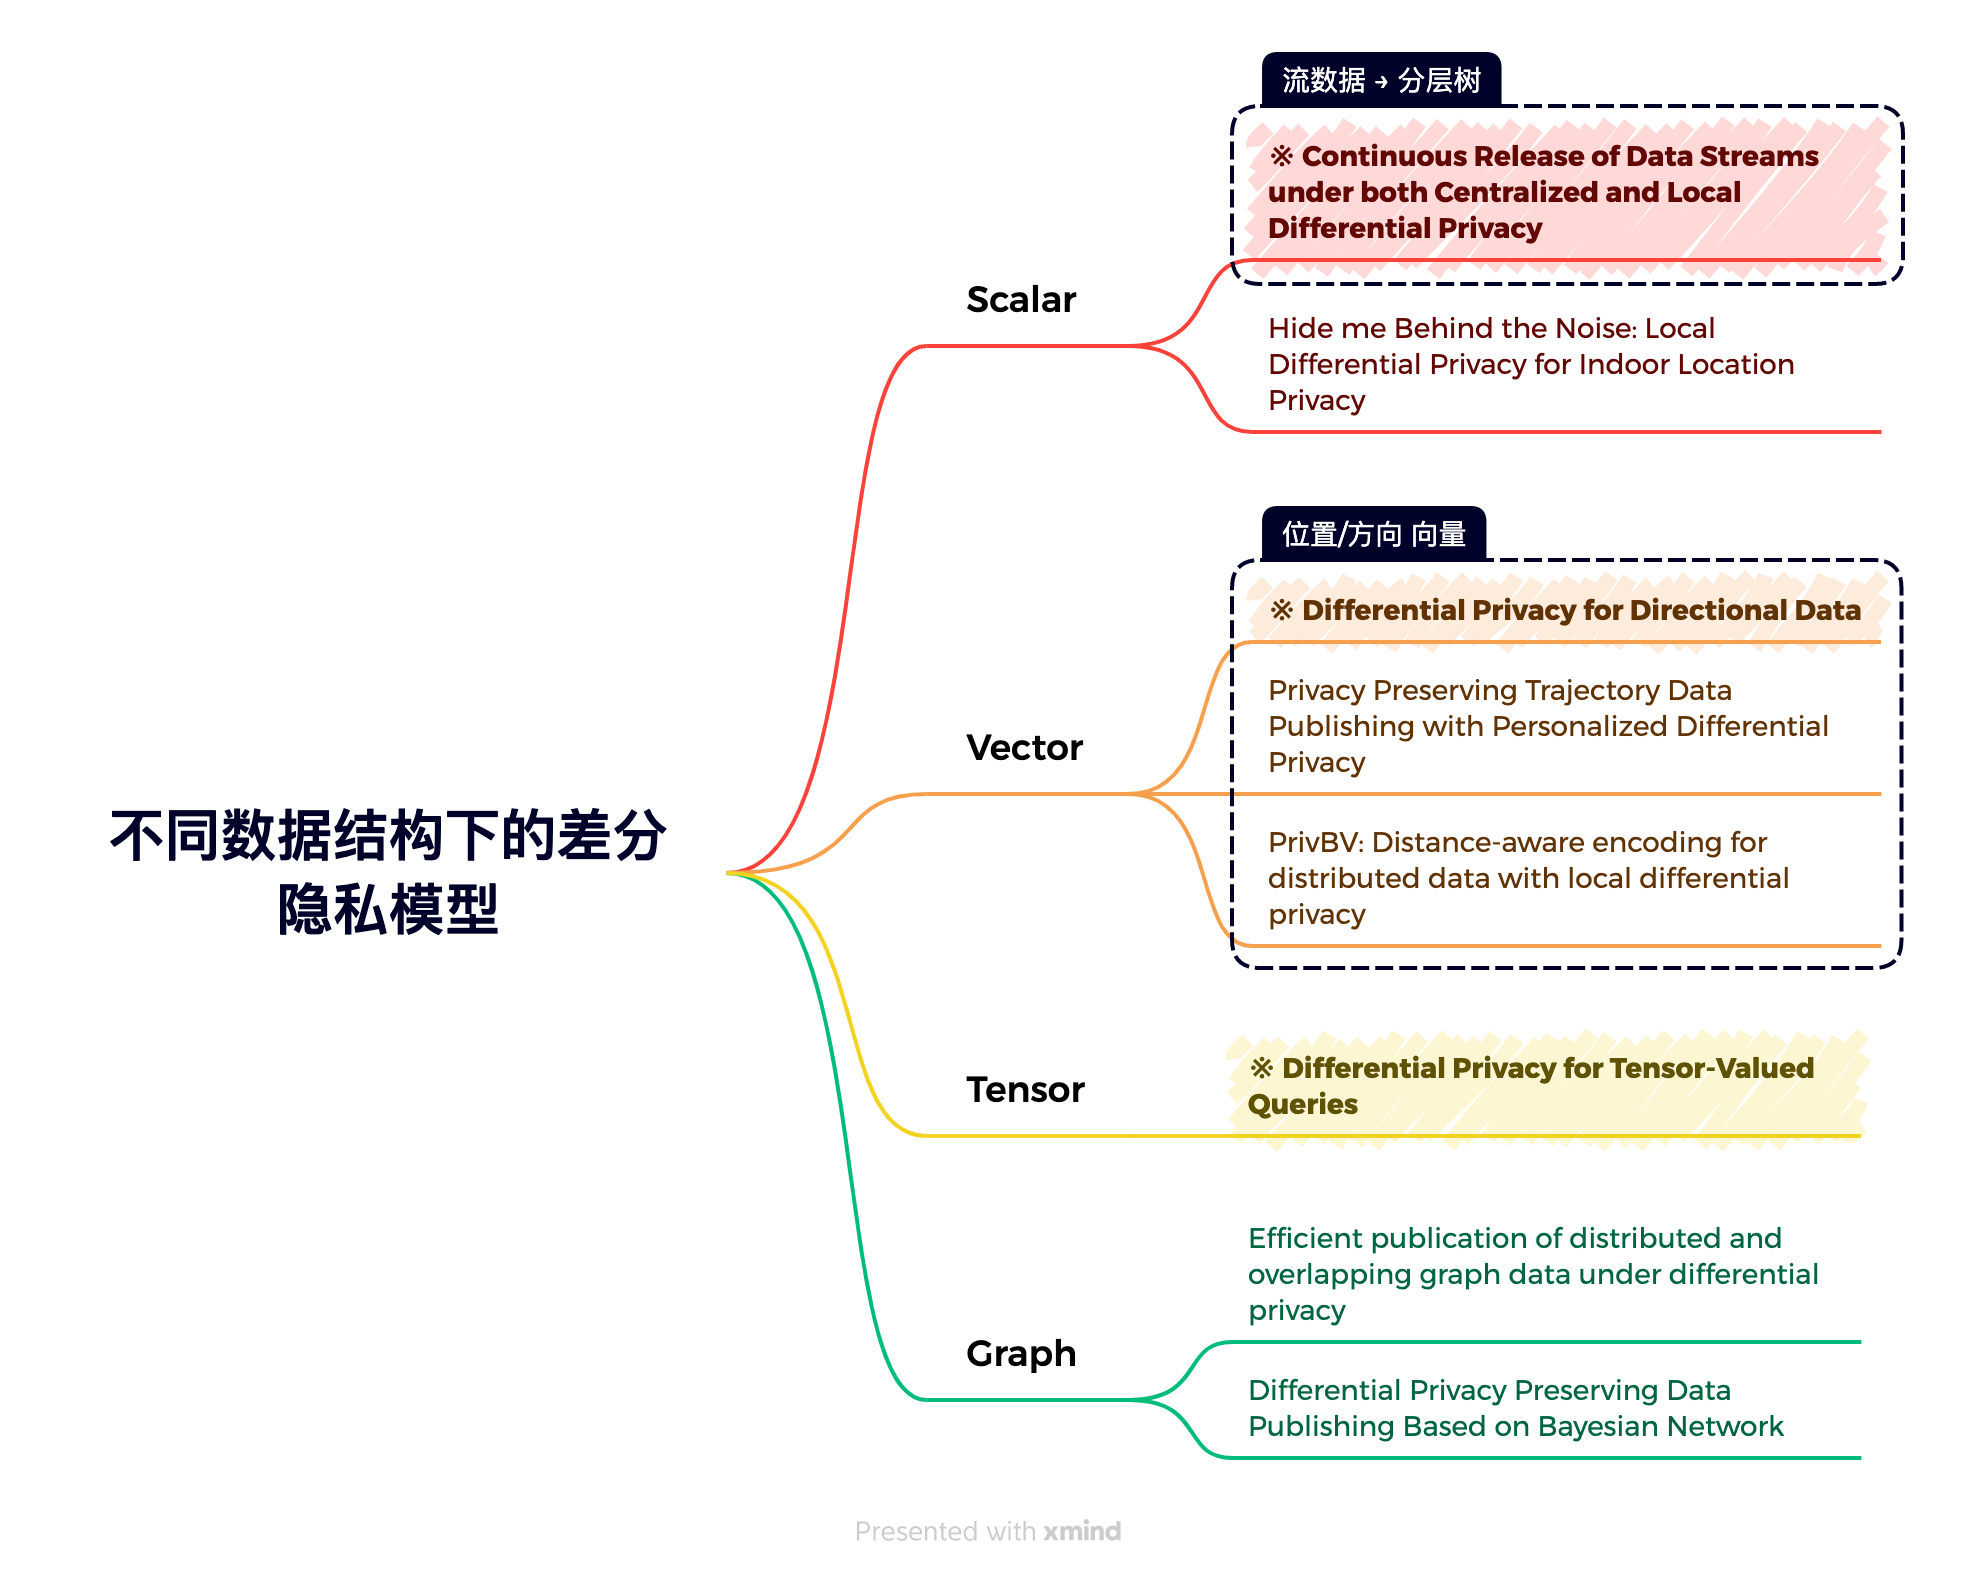 流数据 → 分层树
※ Continuous Release of Data Streams
under both Centralized and Local
Differential Privacy
Scalar
Hide me Behind the Noise: Local
Differential Privacy for Indoor Location
Privacy
位置/方向 向量
※ Differential Privacy for Directional Data
Privacy Preserving Trajectory Data
Publishing with Personalized Differential
Privacy
Vector
PrivBV: Distance-aware encoding for
distributed data with local differential
privacy
不同数据结构下的差分
隐私模型
Tensor
※ Differential Privacy for Tensor-Valued
Queries
Efficient publication of distributed and
overlapping graph data under differential
privacy
Graph
Differential Privacy Preserving Data
Publishing Based on Bayesian Network
Presented with xmind